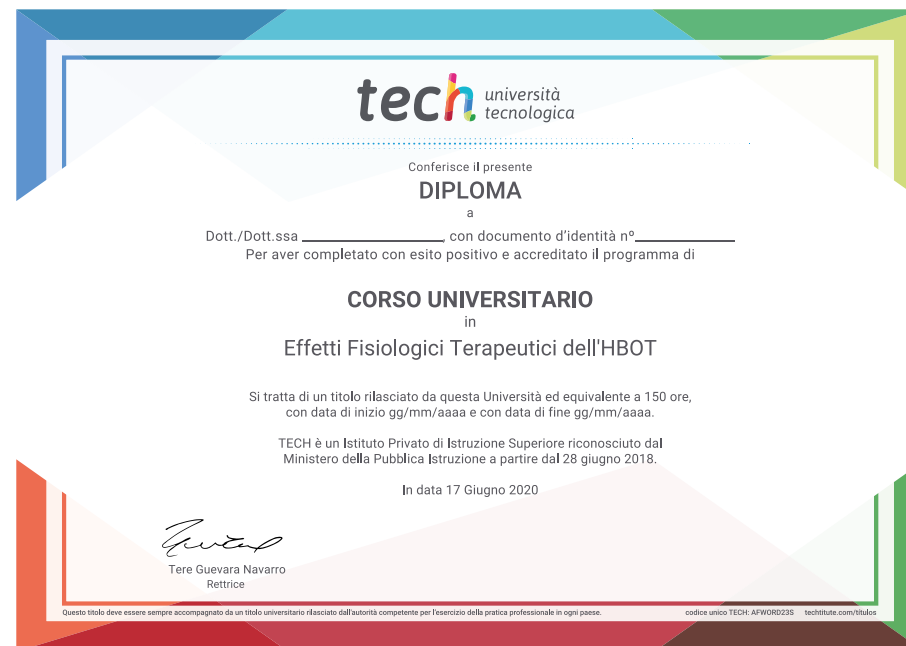 tech università
tecnologica
Conferisce il presente
DIPLOMA
a
Dott./Dott.ssa ____________________, con documento d'identità nº______________
Per aver completato con esito positivo e accreditato il programma di
CORSO UNIVERSITARIO
in
Effetti Fisiologici Terapeutici dell'HBOT
Si tratta di un titolo rilasciato da questa Università ed equivalente a 150 ore,
con data di inizio gg/mm/aaaa e con data di fine gg/mm/aaaa.
TECH è un Istituto Privato di Istruzione Superiore riconosciuto dal
Ministero della Pubblica Istruzione a partire dal 28 giugno 2018.
In data 17 Giugno 2020
Tere Guevara Navarro
Rettrice
Questo titolo deve essere sempre accompagnato da un titolo universitario rilasciato dall'autorità competente per l'esercizio della pratica professionale in ogni paese. codice unico TECH: AFWORD23S techtitute.com/titulos